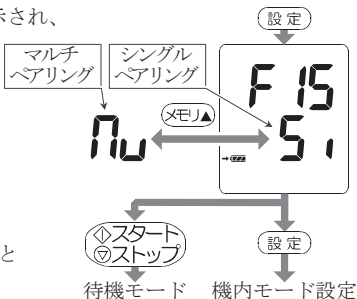 示され、
設定
マルチ
ペアリング
シングル
ペアリング
F15
メモリ▲
Πu
Si
と
スタート
ストップ
設定
待機モード
機内モード設定